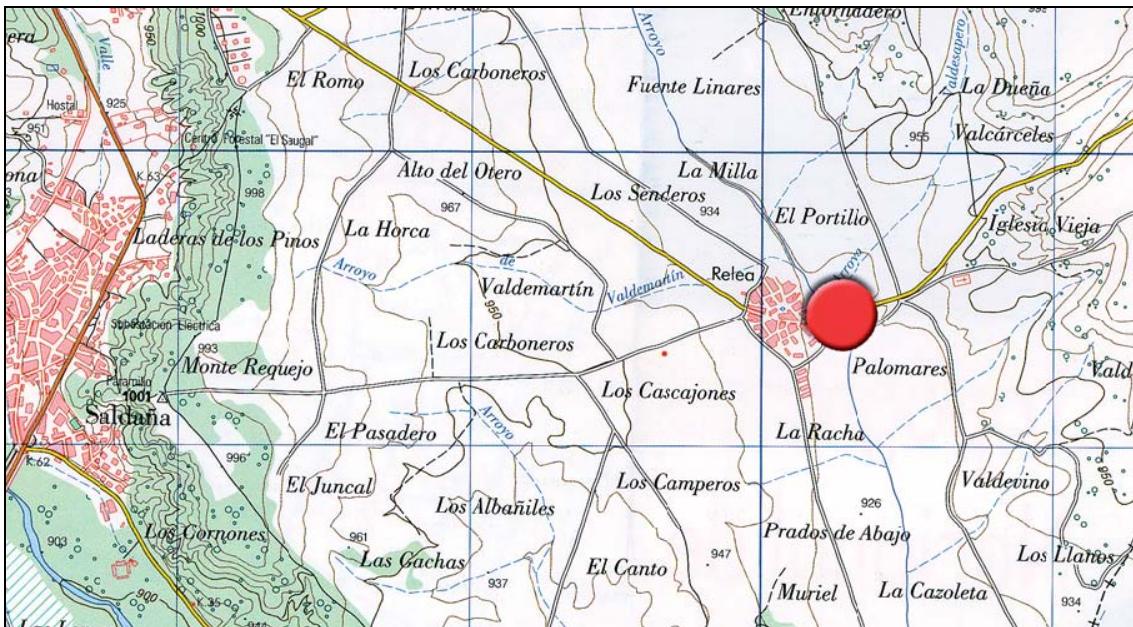 Entornadero
El Romo
Los Carboneros
Fuente Linares
Arroyo
Valdesapero
La Dueña
Valle
950
1000
Hostal
925
951
Centro Forestal "El Saugal"
955
Valcárceles
K. 63
998
Alto del Otero
La Milla
967
Los Senderos
934
El Portillo
Laderas de los Pinos
La Horca
Iglesia Vieja
Arroyo
de
Valdemartín
Relea
Arroyo
Valdemartín
950
Subestación Eléctrica
993
Los Carboneros
Monte Requejo
Palomares
Paramillo
1001
Los Cascajones
Saldaña
Arroyo
El Pasadero
La Racha
K. 62
996
El Juncal
Los Camperos
Valdevino
950
Los Albañiles
926
Los Cornones
903
961
Prados de Abajo
Las Gachas
947
Los Llanos
937
El Canto
900
K. 35
Muriel
La Cazoleta
934